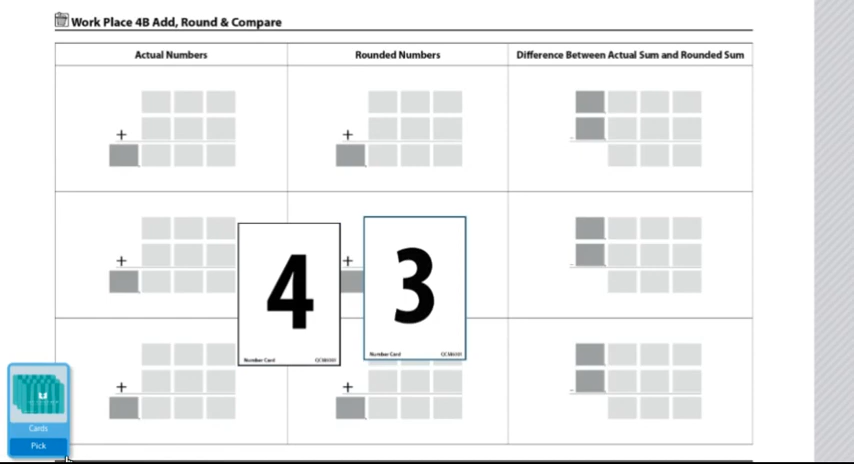 Work Place 4B Add, Round & Compare
Actual Numbers
Rounded Numbers
Difference Between Actual Sum and Rounded Sum
+
+
+
+
4
3
Number Card
Number Card
+
+
Cards
Pick